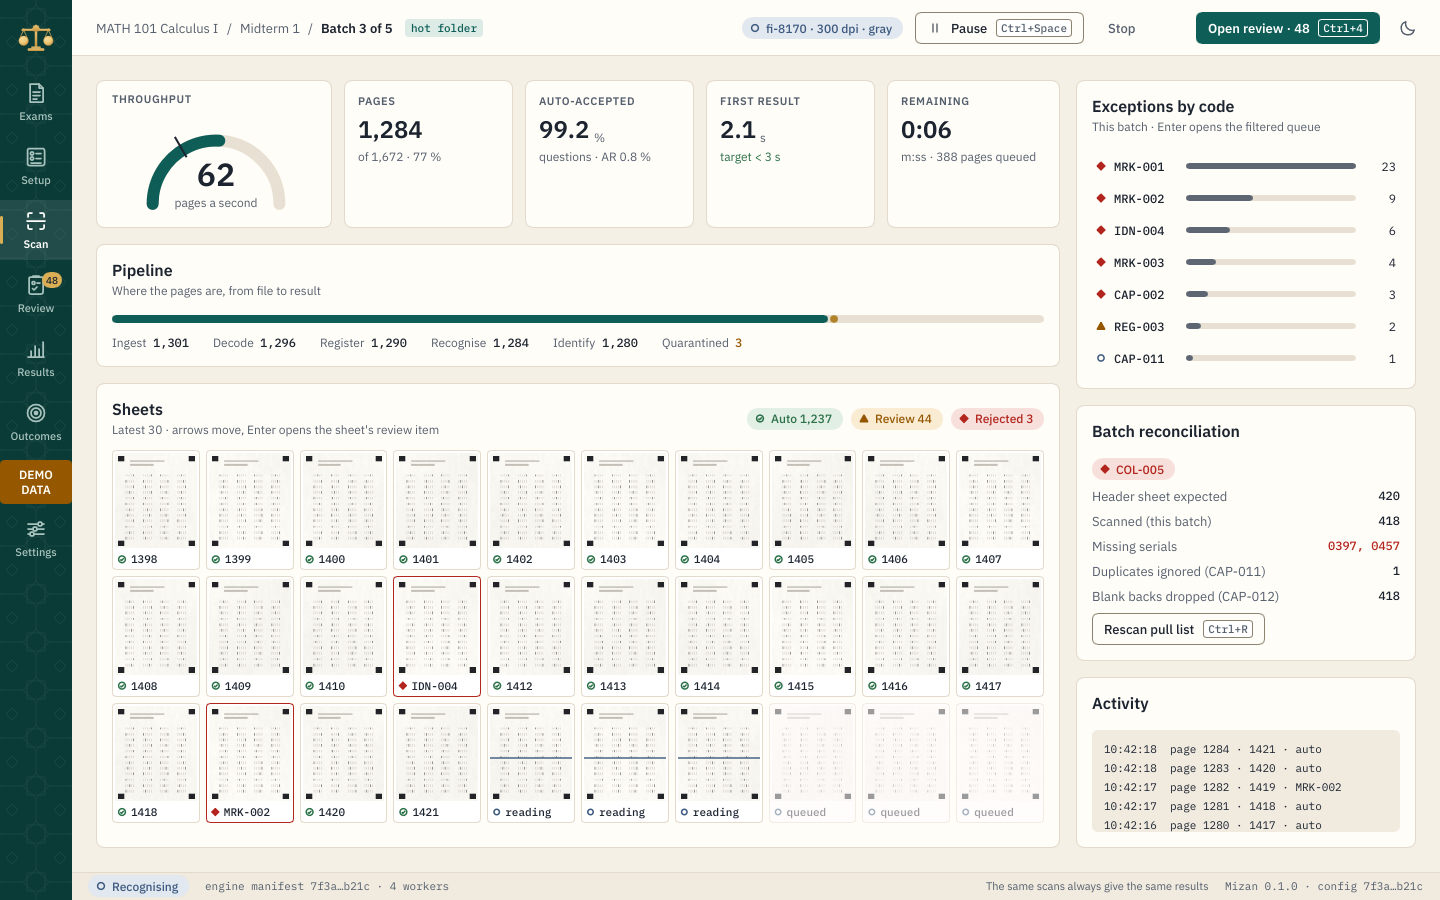 MATH 101 Calculus I / Midterm 1 / Batch 3 of 5 hot folder
fi-8170 · 300 dpi · gray
Pause Ctrl+Space
Stop
Open review · 48 Ctrl+4
Exams
Setup
Scan
48
Review
Results
Outcomes
DEMO
DATA
Settings
THROUGHPUT
62
pages a second
PAGES
1,284
of 1,672 · 77 %
AUTO-ACCEPTED
99.2 %
questions · AR 0.8 %
FIRST RESULT
2.1 s
target < 3 s
REMAINING
0:06
m:ss · 388 pages queued
Pipeline
Where the pages are, from file to result
Ingest 1,301 Decode 1,296 Register 1,290 Recognise 1,284 Identify 1,280 Quarantined 3
Sheets
Latest 30 · arrows move, Enter opens the sheet's review item
Auto 1,237 Review 44 Rejected 3
1398 1399 1400 1401 1402 1403 1404 1405 1406 1407
1408 1409 1410 IDN-004 1412 1413 1414 1415 1416 1417
1418 MRK-002 1420 1421 reading reading reading queued queued queued
Exceptions by code
This batch · Enter opens the filtered queue
MRK-001 23
MRK-002 9
IDN-004 6
MRK-003 4
CAP-002 3
REG-003 2
CAP-011 1
Batch reconciliation
COL-005
Header sheet expected 420
Scanned (this batch) 418
Missing serials 0397, 0457
Duplicates ignored (CAP-011) 1
Blank backs dropped (CAP-012) 418
Rescan pull list Ctrl+R
Activity
10:42:18 page 1284 · 1421 · auto
10:42:18 page 1283 · 1420 · auto
10:42:17 page 1282 · 1419 · MRK-002
10:42:17 page 1281 · 1418 · auto
10:42:16 page 1280 · 1417 · auto
Recognising engine manifest 7f3a…b21c · 4 workers
The same scans always give the same results Mizan 0.1.0 · config 7f3a…b21c